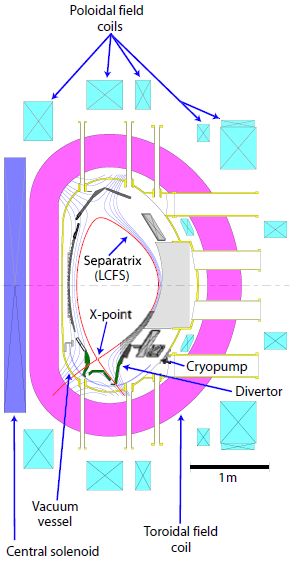 Poloidal field
coils
Separatrix
(LCFS)
X-point
Cryopump
Divertor
1m
Vacuum
vessel
Toroidal field
coil
Central solenoid